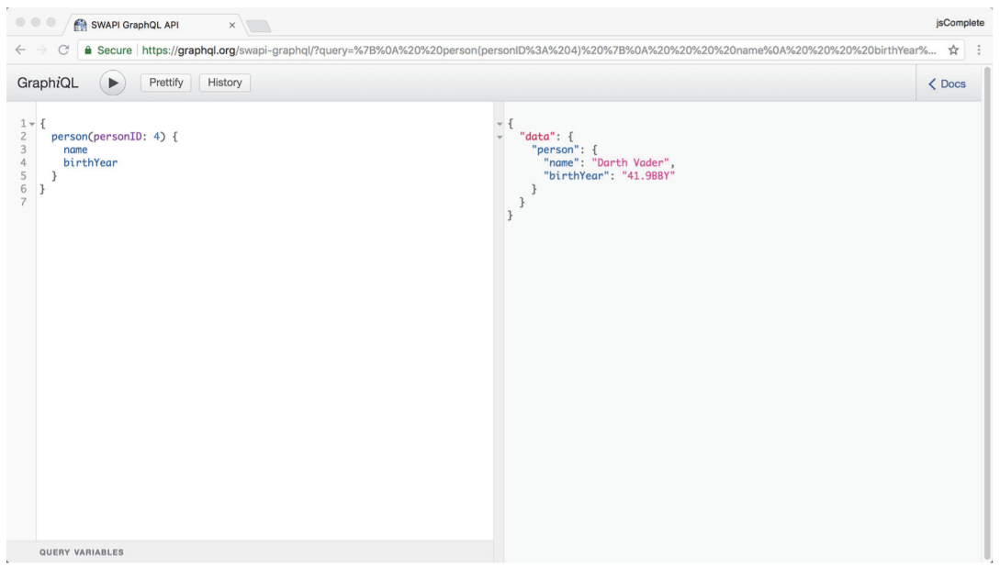 SWAPI GraphQL API
jsComplete
Secure https://graphql.org/swapi-graphql/?query=%7B%0A%20%20person(personID%3A%204)%20%7B%0A%20%20%20%20name%0A%20%20%20%20birthYear%...
GraphiQL Prettify History Docs
1 {
2 person(personID: 4) {
3 name
4 birthYear
5 }
6 }
7
{
"data": {
"person": {
"name": "Darth Vader",
"birthYear": "41.9BBY"
}
}
}
QUERY VARIABLES